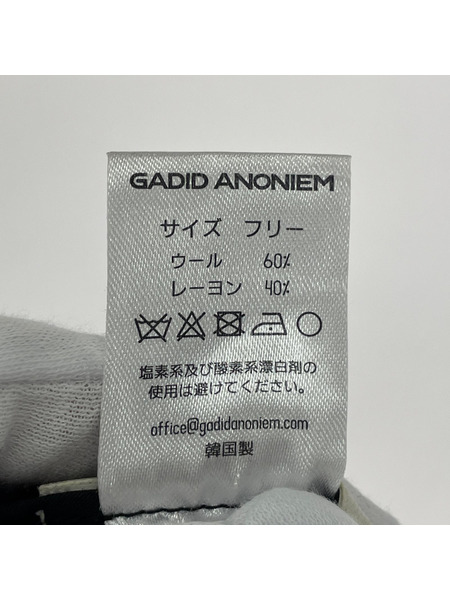 GADID ANONIEM
サイズ フリー
ウール 60%
レーヨン 40%
塩素系及び酸素系漂白剤の
使用は避けてください。
office@gadidanoniem.com
韓国製